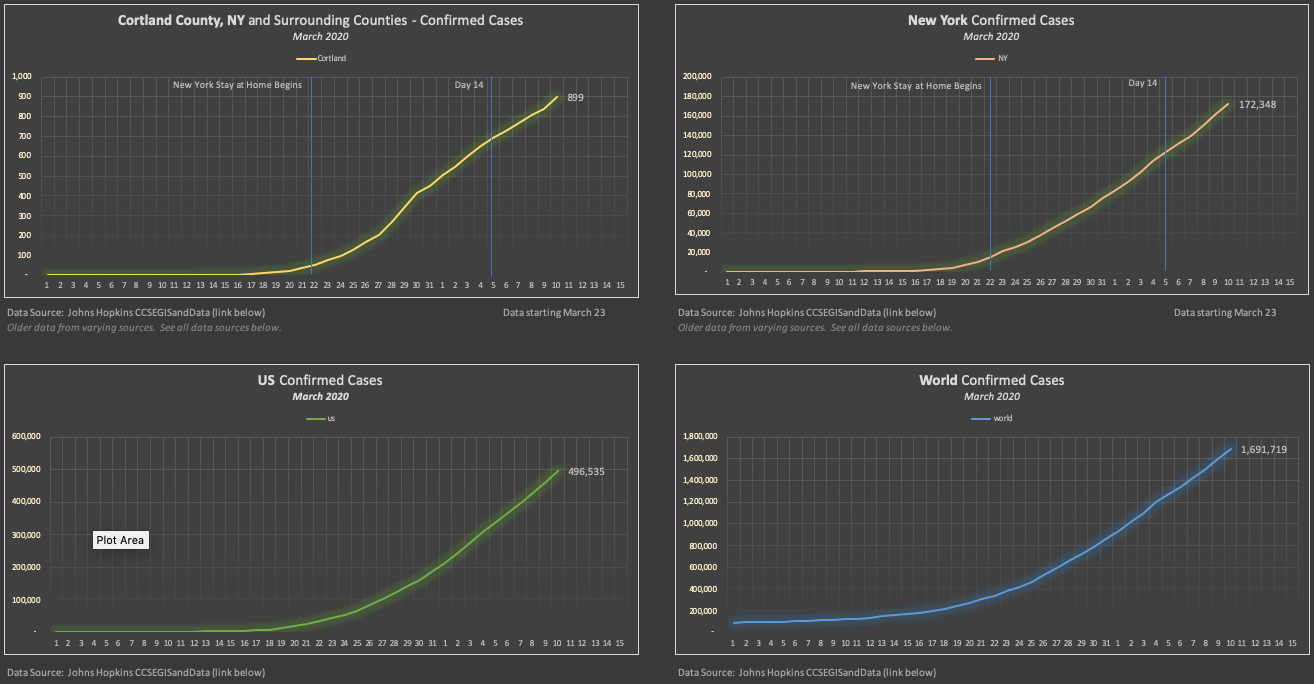 Cortland County, NY and Surrounding Counties - Confirmed Cases
March 2020
Cortland
1,000
900
800
700
600
500
400
300
200
100
-
New York Stay at Home Begins
Day 14
899
1 2 3 4 5 6 7 8 9 10 11 12 13 14 15 16 17 18 19 20 21 22 23 24 25 26 27 28 29 30 31 1 2 3 4 5 6 7 8 9 10 11 12 13 14 15
Data Source: Johns Hopkins CCSEGISandData (link below)
Data starting March 23
Older data from varying sources. See all data sources below.
New York Confirmed Cases
March 2020
NY
200,000
180,000
160,000
140,000
120,000
100,000
80,000
60,000
40,000
20,000
-
New York Stay at Home Begins
Day 14
172,348
1 2 3 4 5 6 7 8 9 10 11 12 13 14 15 16 17 18 19 20 21 22 23 24 25 26 27 28 29 30 31 1 2 3 4 5 6 7 8 9 10 11 12 13 14 15
Data Source: Johns Hopkins CCSEGISandData (link below)
Data starting March 23
Older data from varying sources. See all data sources below.
US Confirmed Cases
March 2020
us
600,000
500,000
400,000
300,000
200,000
100,000
-
496,535
Plot Area
1 2 3 4 5 6 7 8 9 10 11 12 13 14 15 16 17 18 19 20 21 22 23 24 25 26 27 28 29 30 31 1 2 3 4 5 6 7 8 9 10 11 12 13 14 15
Data Source: Johns Hopkins CCSEGISandData (link below)
World Confirmed Cases
March 2020
world
1,800,000
1,600,000
1,400,000
1,200,000
1,000,000
800,000
600,000
400,000
200,000
-
1,691,719
1 2 3 4 5 6 7 8 9 10 11 12 13 14 15 16 17 18 19 20 21 22 23 24 25 26 27 28 29 30 31 1 2 3 4 5 6 7 8 9 10 11 12 13 14 15
Data Source: Johns Hopkins CCSEGISandData (link below)